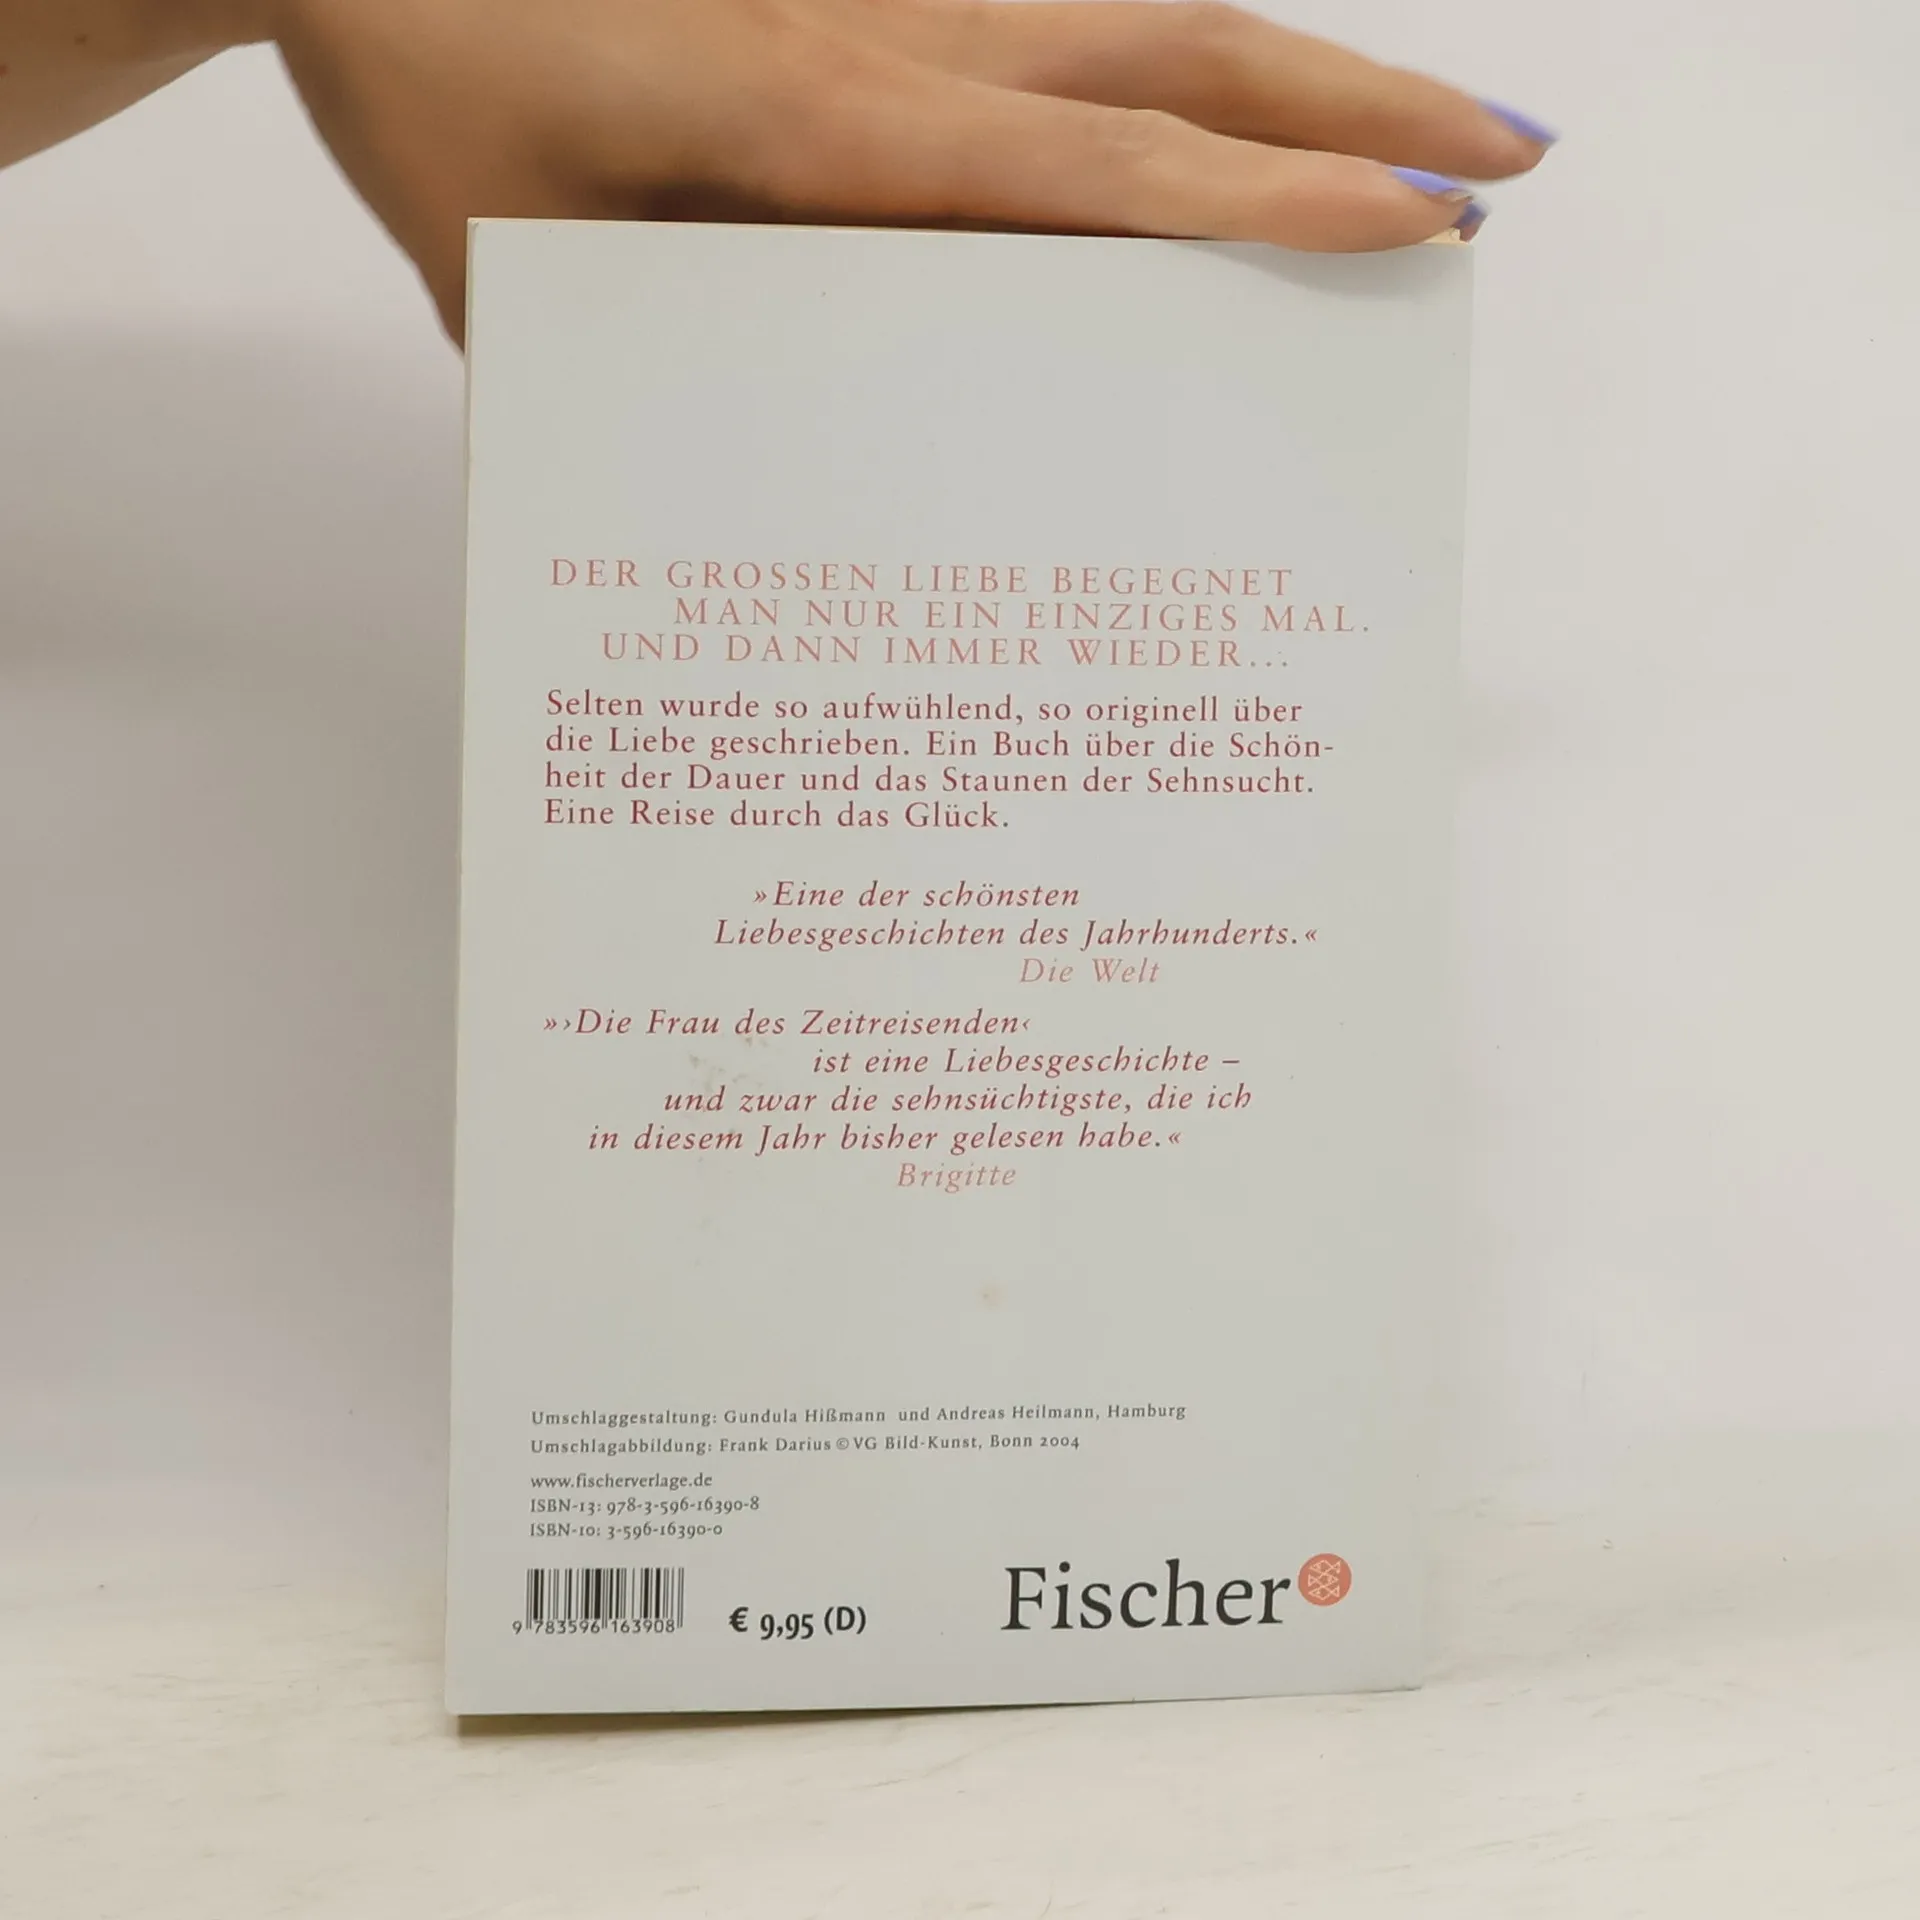 DER GROSSEN LIEBE BEGEGNET
MAN NUR EIN EINZIGES MAL.
UND DANN IMMER WIEDER...
Selten wurde so aufwühlend, so originell über
die Liebe geschrieben. Ein Buch über die Schön-
heit der Dauer und das Staunen der Sehnsucht.
Eine Reise durch das Glück.
»Eine der schönsten
Liebesgeschichten des Jahrhunderts.«
Die Welt
»›Die Frau des Zeitreisenden‹
ist eine Liebesgeschichte –
und zwar die sehnsüchtigste, die ich
in diesem Jahr bisher gelesen habe.«
Brigitte
Umschlaggestaltung: Gundula Hißmann und Andreas Heilmann, Hamburg
Umschlagabbildung: Frank Darius © VG Bild-Kunst, Bonn 2004
www.fischerverlage.de
ISBN-13: 978-3-596-16390-8
ISBN-10: 3-596-16390-0
9 783596 163908
€ 9,95 (D)
Fischer